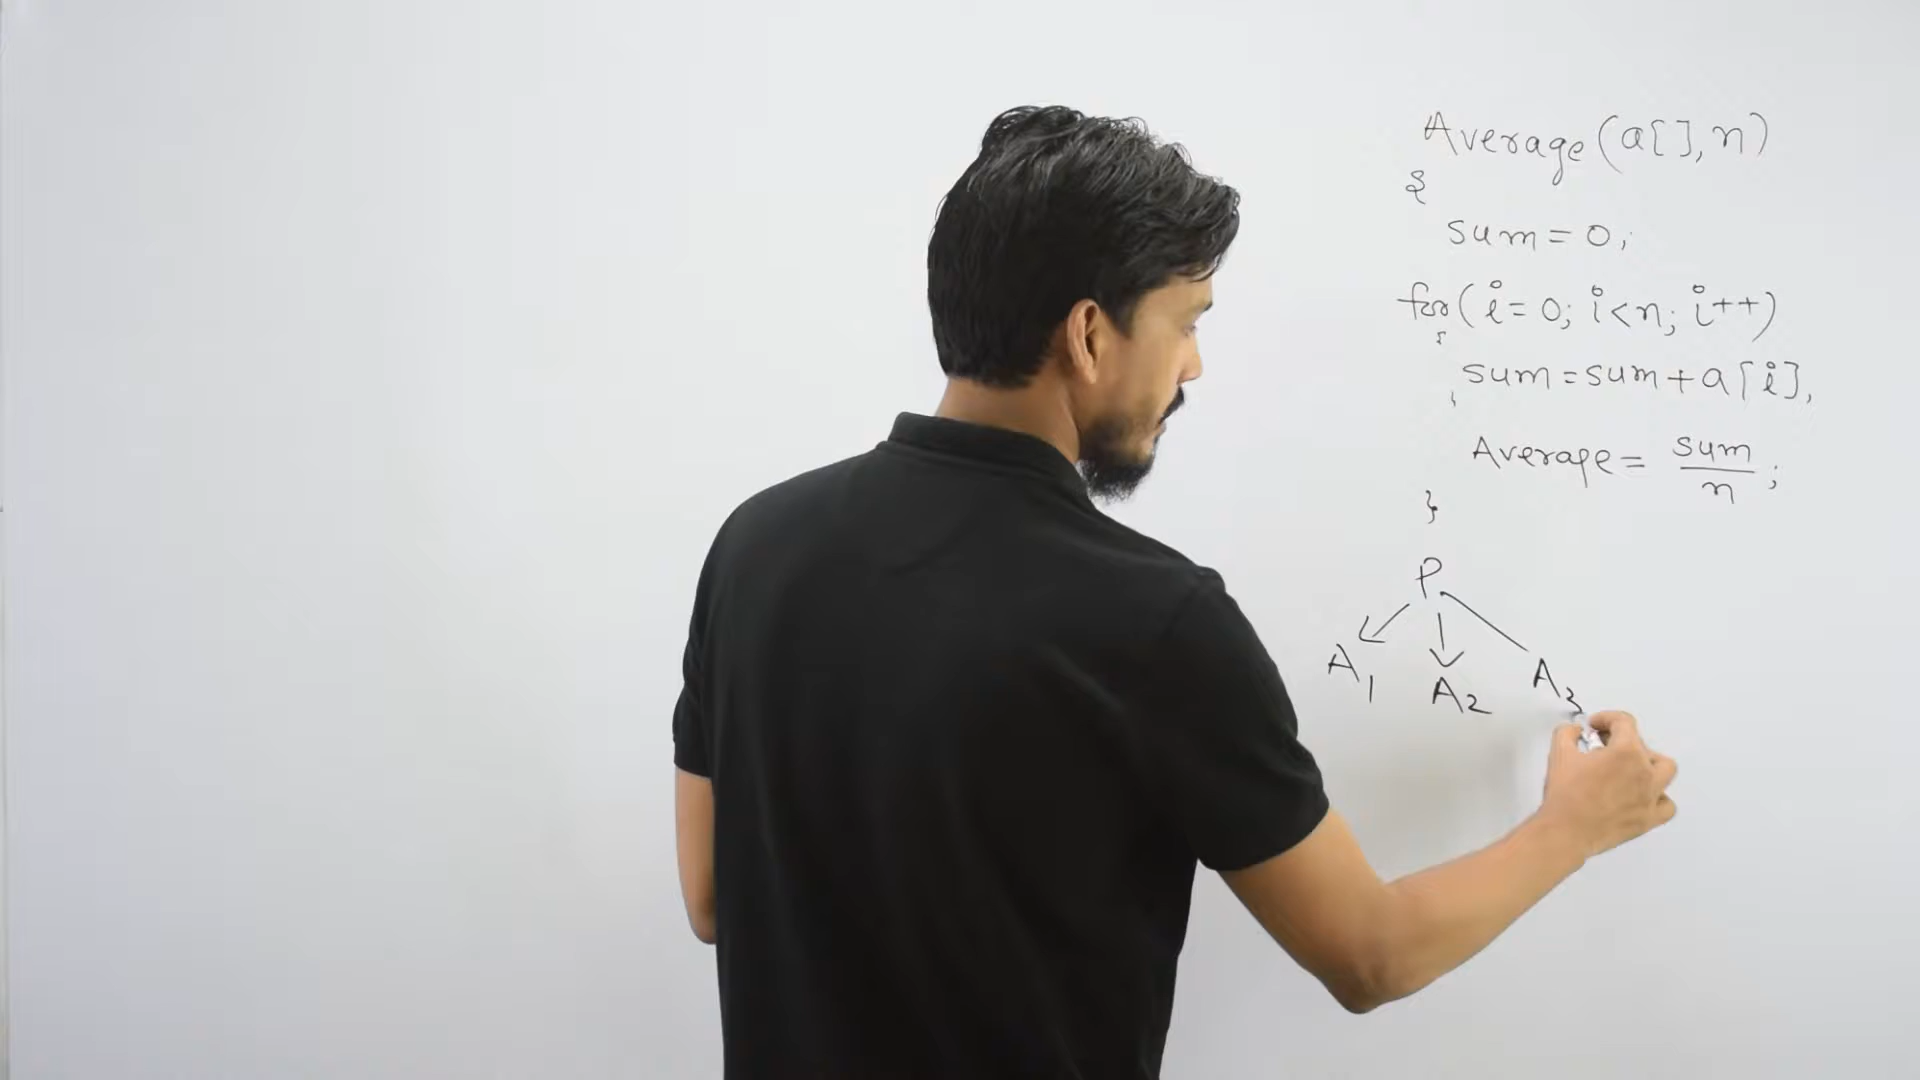 Average(a[],n)
{
sum=0;
for(i=0; i<n; i++)
{
sum=sum+a[i],
}
Average= sum
n ;
}
P
A1 A2 A3